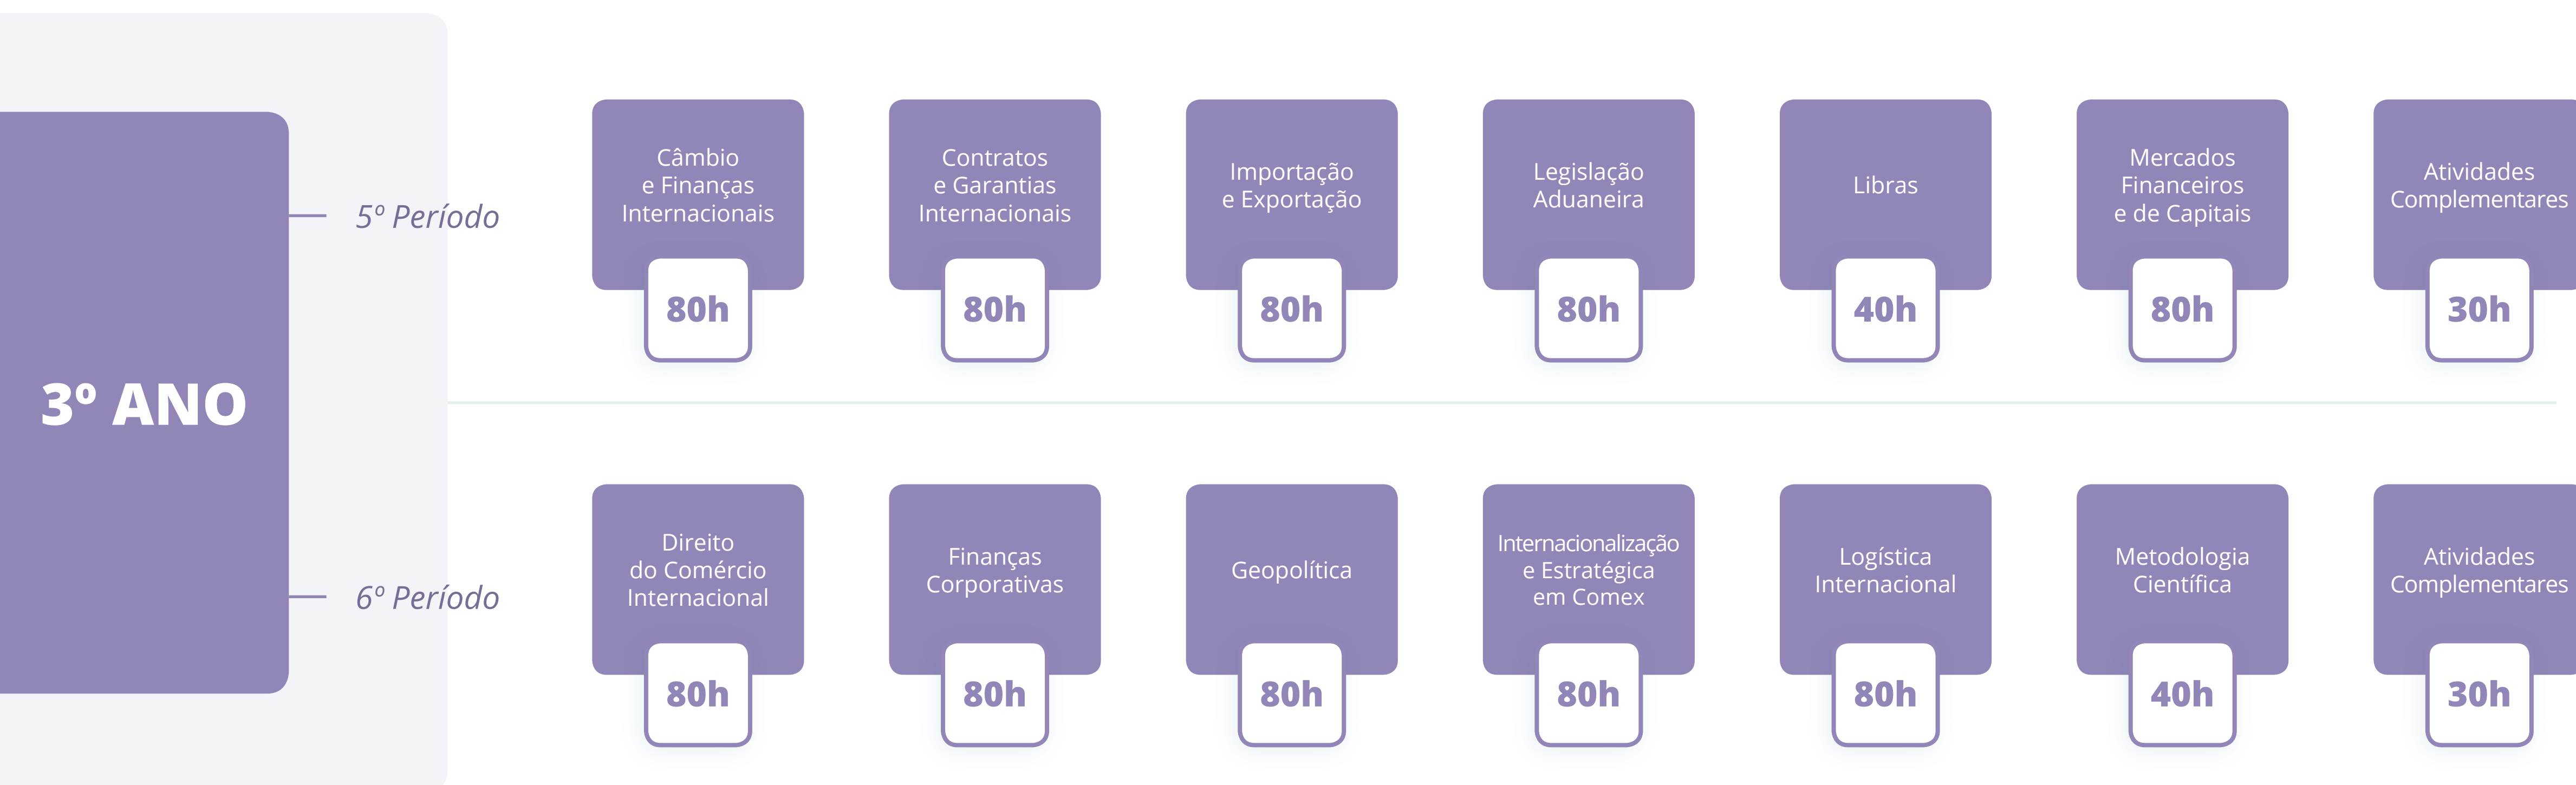 3º ANO
5º Período
Câmbio
e Finanças
Internacionais
80h
Contratos
e Garantias
Internacionais
80h
Importação
e Exportação
80h
Legislação
Aduaneira
80h
Libras
40h
Mercados
Financeiros
e de Capitais
80h
Atividades
Complementares
30h
6º Período
Direito
do Comércio
Internacional
80h
Finanças
Corporativas
80h
Geopolítica
80h
Internacionalização
e Estratégica
em Comex
80h
Logística
Internacional
80h
Metodologia
Científica
40h
Atividades
Complementares
30h